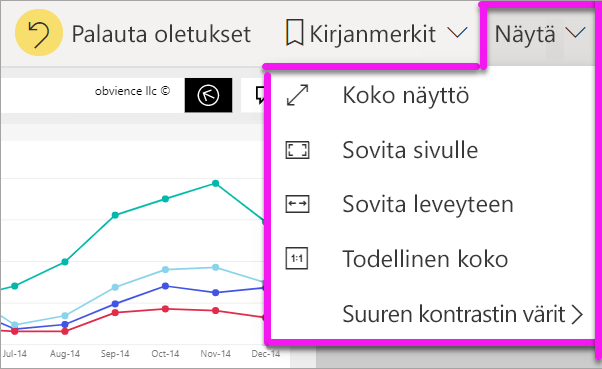 Palauta oletukset Kirjanmerkit Näytä
obvience llc ©
Koko näyttö
Sovita sivulle
Sovita leveyteen
1:1 Todellinen koko
Suuren kontrastin värit
Jul-14 Aug-14 Sep-14 Oct-14 Nov-14 Dec-14